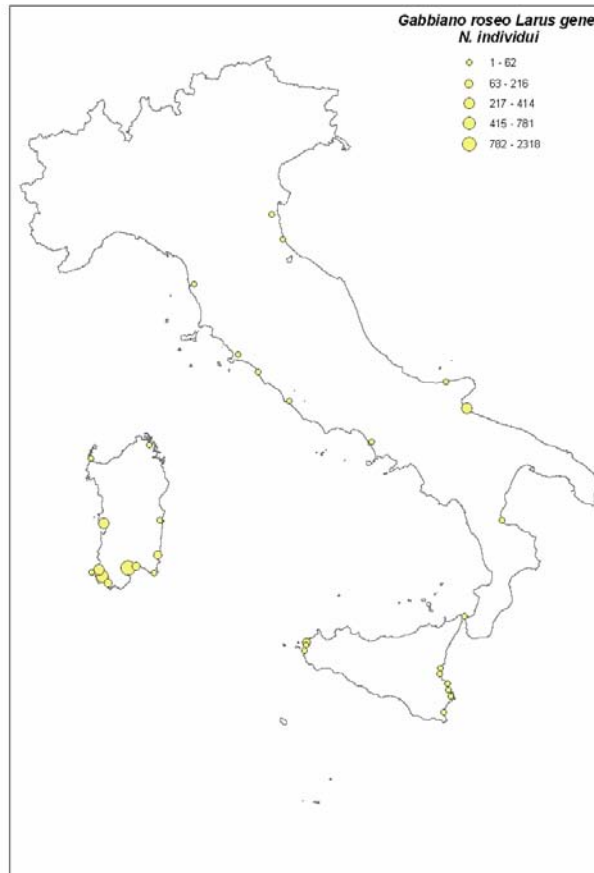 Gabbiano roseo Larus gene
N. individui
1 - 62
63 - 216
217 - 414
415 - 781
782 - 2318